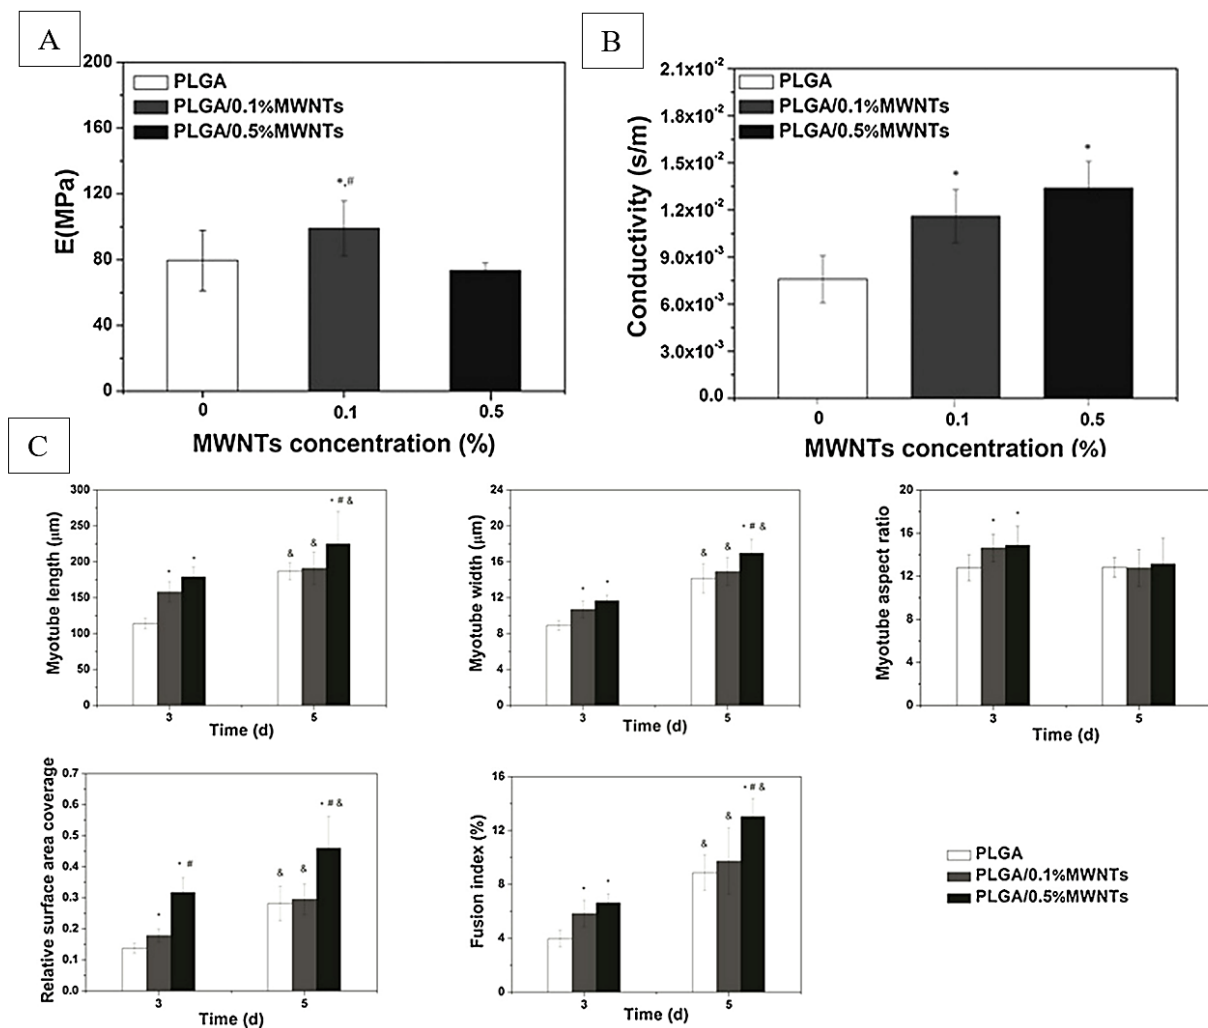 A
200
160
120
80
40
0
E(MPa)
PLGA
PLGA/0.1%MWNTs
PLGA/0.5%MWNTs
*,#
0 0.1 0.5
MWNTs concentration (%)
B
2.1x10-2
1.8x10-2
1.5x10-2
1.2x10-2
9.0x10-3
6.0x10-3
3.0x10-3
0.0
Conductivity (s/m)
PLGA
PLGA/0.1%MWNTs
PLGA/0.5%MWNTs
*
*
0 0.1 0.5
MWNTs concentration (%)
C
300
250
200
150
100
50
0
Myotube length (μm)
* *
& & * # &
3 5
Time (d)
24
20
16
12
8
4
0
Myotube width (μm)
* *
& & * # &
3 5
Time (d)
20
16
12
8
4
0
Myotube aspect ratio
* *
3 5
Time (d)
0.7
0.6
0.5
0.4
0.3
0.2
0.1
0.0
Relative surface area coverage
* * #
& & * # &
3 5
Time (d)
16
12
8
4
0
Fusion index (%)
* *
& & * # &
3 5
Time (d)
PLGA
PLGA/0.1%MWNTs
PLGA/0.5%MWNTs